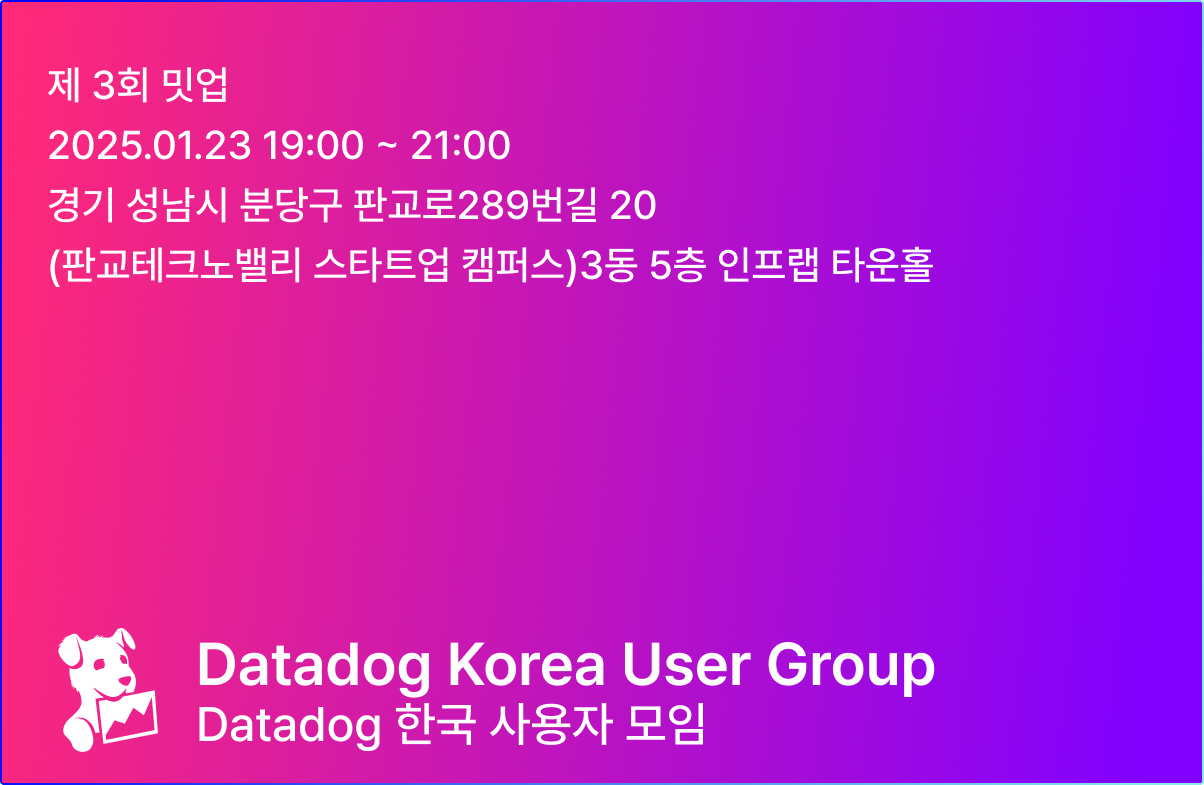 제 3회 밋업
2025.01.23 19:00 ~ 21:00
경기 성남시 분당구 판교로289번길 20
(판교테크노밸리 스타트업 캠퍼스)3동 5층 인프랩 타운홀
Datadog Korea User Group
Datadog 한국 사용자 모임